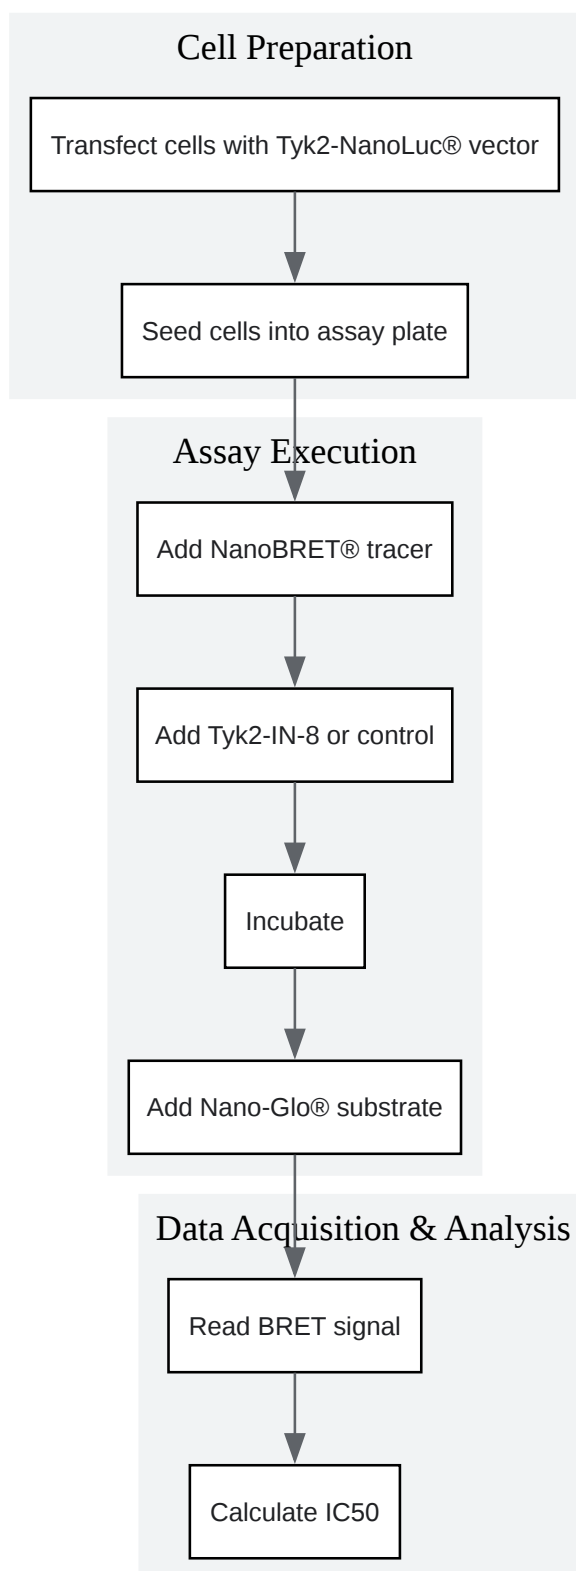 Cell Preparation
Transfect cells with Tyk2-NanoLuc® vector
Seed cells into assay plate
Assay Execution
Add NanoBRET® tracer
Add Tyk2-IN-8 or control
Incubate
Add Nano-Glo® substrate
Data Acquisition & Analysis
Read BRET signal
Calculate IC50